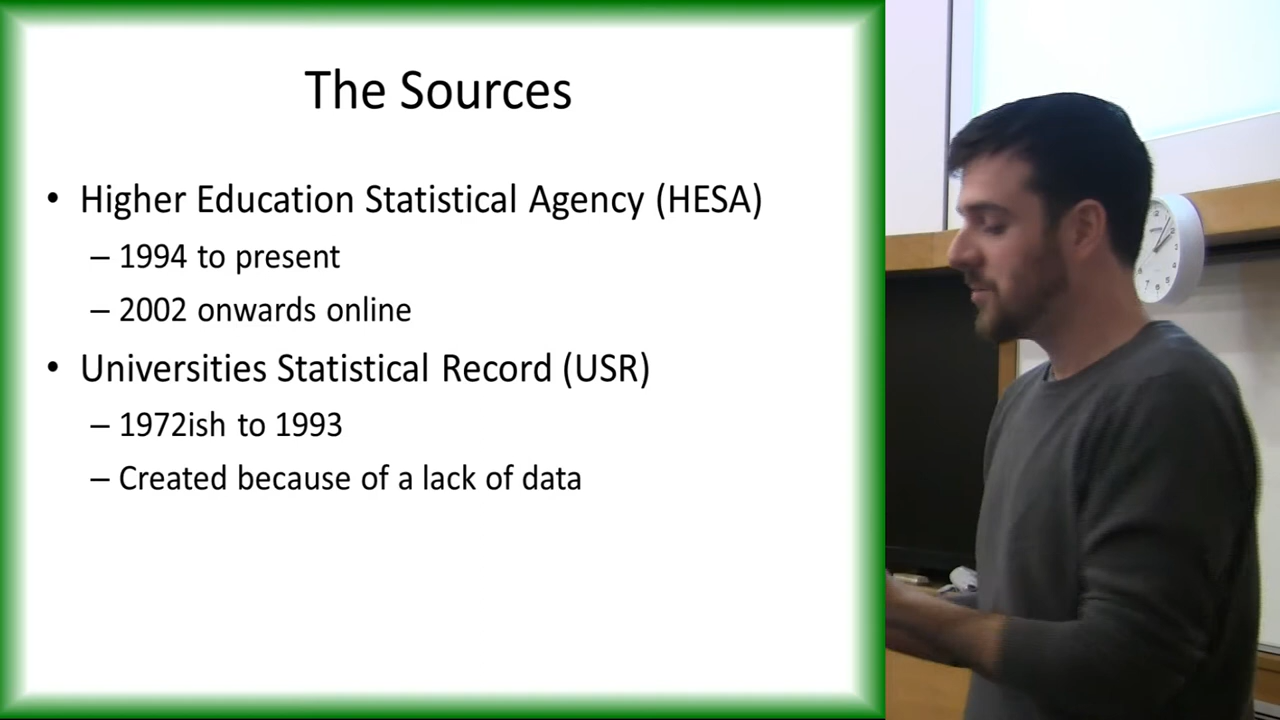 The Sources
• Higher Education Statistical Agency (HESA)
– 1994 to present
– 2002 onwards online
• Universities Statistical Record (USR)
– 1972ish to 1993
– Created because of a lack of data